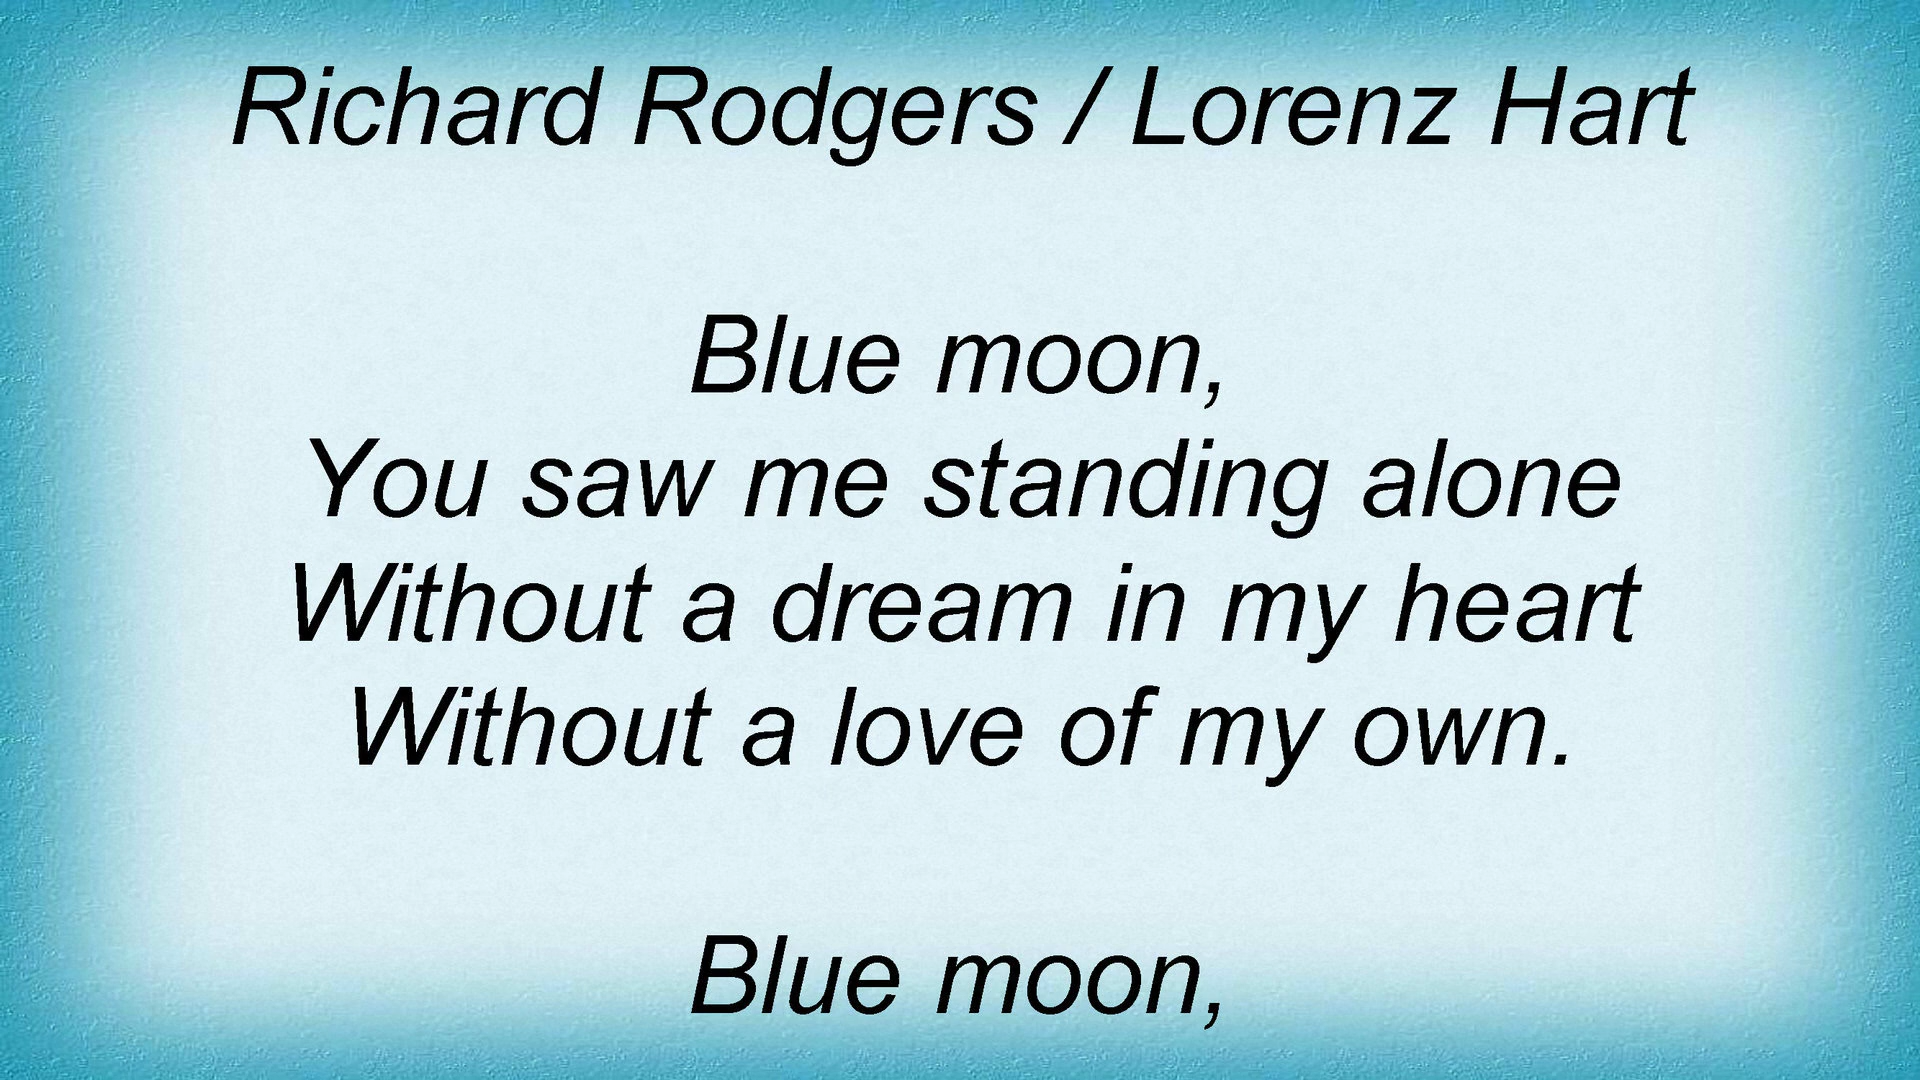 Richard Rodgers / Lorenz Hart
Blue moon,
You saw me standing alone
Without a dream in my heart
Without a love of my own.
Blue moon,